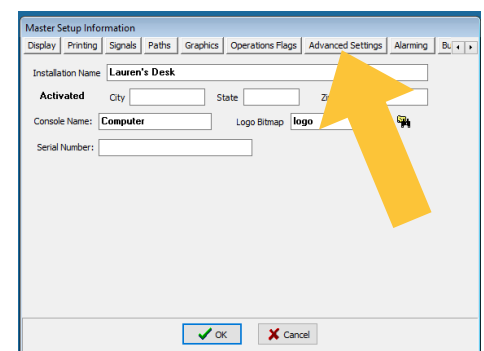 Master Setup Information
Display Printing Signals Paths Graphics Operations Flags Advanced Settings Alarming
Installation Name Lauren's Desk
Activated City State
Console Name: Computer Logo Bitmap logo
Serial Number:
OK Cancel